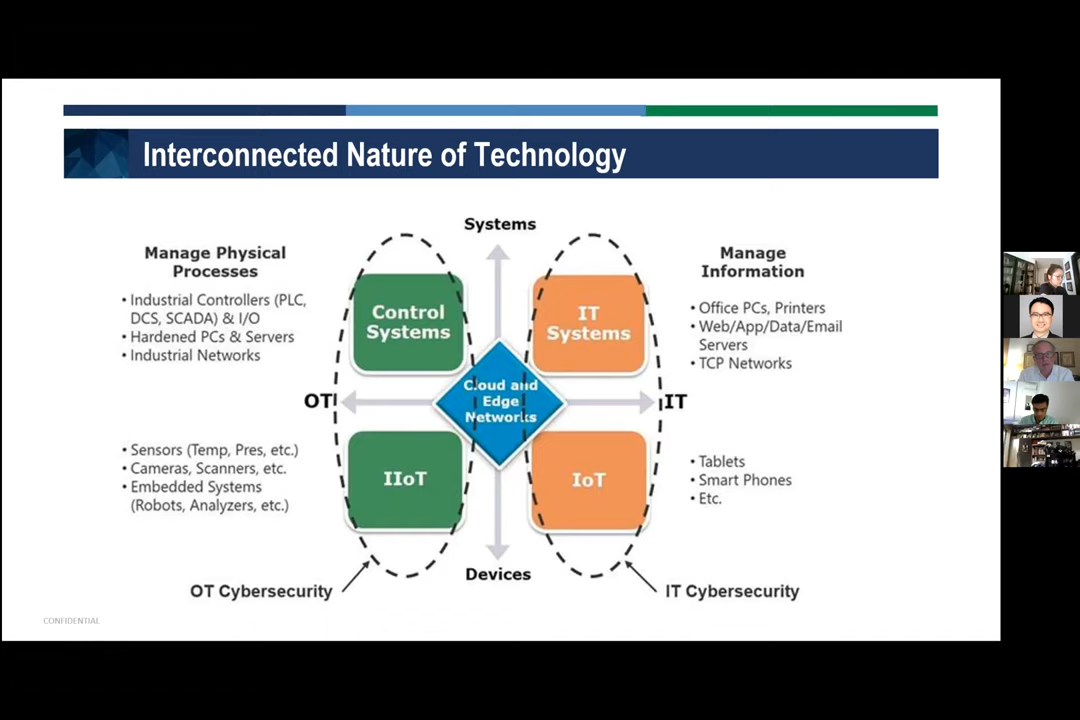 Interconnected Nature of Technology
Systems
Manage Physical
Processes
• Industrial Controllers (PLC,
DCS, SCADA) & I/O
• Hardened PCs & Servers
• Industrial Networks
Control
Systems
IT
Systems
Manage
Information
• Office PCs, Printers
• Web/App/Data/Email
Servers
• TCP Networks
OT
Cloud and
Edge
Networks
IT
• Sensors (Temp, Pres, etc.)
• Cameras, Scanners, etc.
• Embedded Systems
(Robots, Analyzers, etc.)
IIoT
IoT
• Tablets
• Smart Phones
• Etc.
Devices
OT Cybersecurity
IT Cybersecurity
CONFIDENTIAL